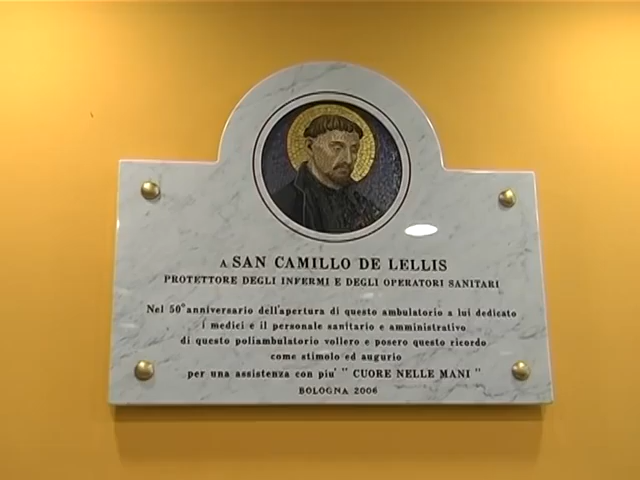 A SAN CAMILLO DE LELLIS
PROTETTORE DEGLI INFERMI E DEGLI OPERATORI SANITARI
Nel 50° anniversario dell'apertura di questo ambulatorio a lui dedicato
i medici e il personale sanitario e amministrativo
di questo poliambulatorio vollero e posero questo ricordo
come stimolo ed augurio
per una assistenza con piu' " CUORE NELLE MANI "
BOLOGNA 2006